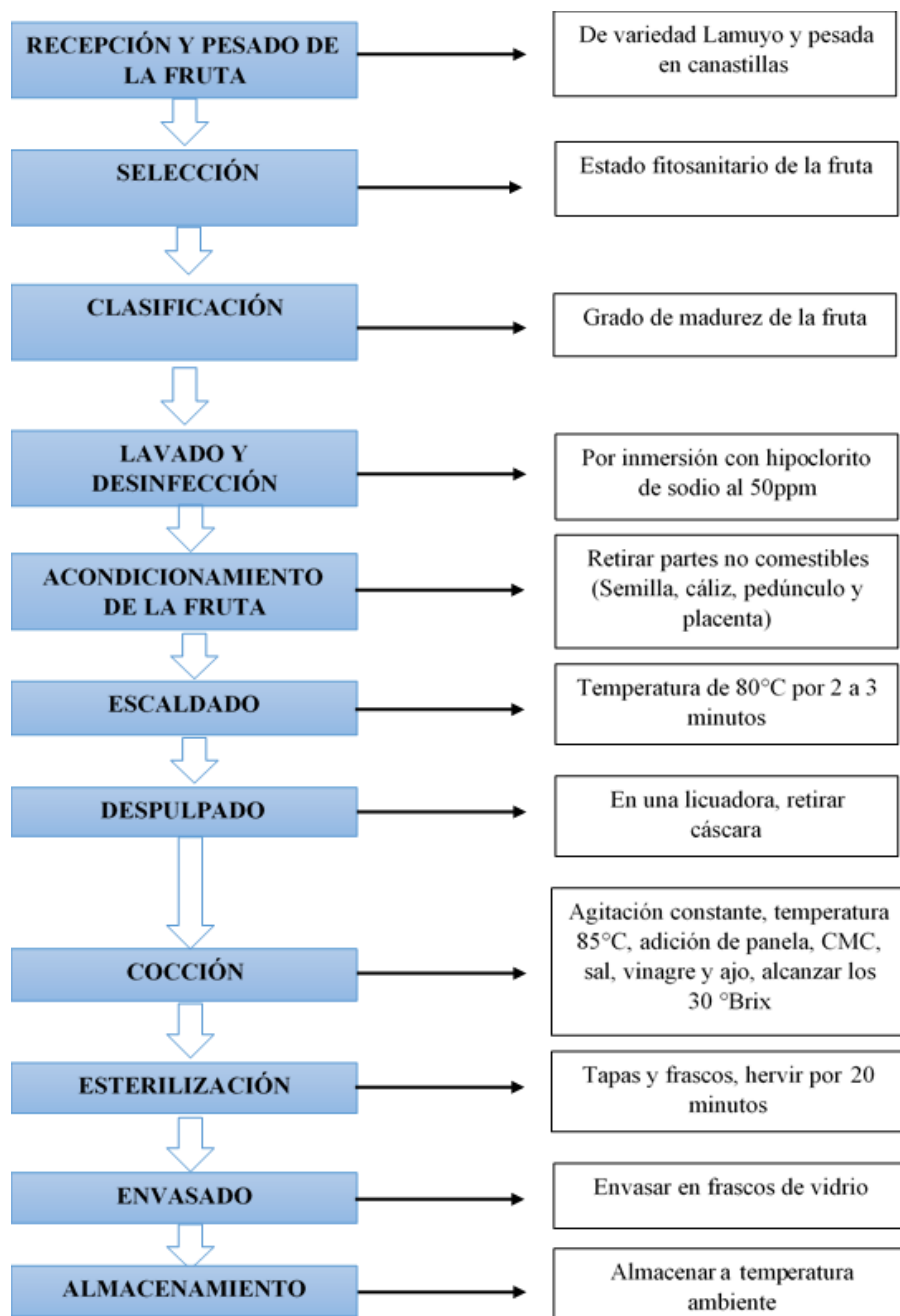 RECEPCIÓN Y PESADO DE
LA FRUTA
De variedad Lamuyo y pesada
en canastillas
SELECCIÓN
Estado fitosanitario de la fruta
CLASIFICACIÓN
Grado de madurez de la fruta
LAVADO Y
DESINFECCIÓN
Por inmersión con hipoclorito
de sodio al 50ppm
ACONDICIONAMIENTO
DE LA FRUTA
Retirar partes no comestibles
(Semilla, cáliz, pedúnculo y
placenta)
ESCALDADO
Temperatura de 80°C por 2 a 3
minutos
DESPULPADO
En una licuadora, retirar
cáscara
COCCIÓN
Agitación constante, temperatura
85°C, adición de panela, CMC,
sal, vinagre y ajo, alcanzar los
30 °Brix
ESTERILIZACIÓN
Tapas y frascos, hervir por 20
minutos
ENVASADO
Envasar en frascos de vidrio
ALMACENAMIENTO
Almacenar a temperatura
ambiente